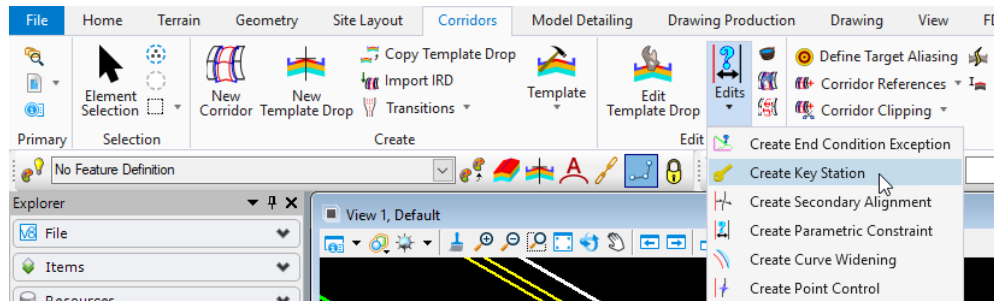 File Home Terrain Geometry Site Layout Corridors Model Detailing Drawing Production Drawing View
Element Selection
New Corridor
New Template Drop
Copy Template Drop
Import IRD
Transitions
Template
Edit Template Drop
Edits
Define Target Aliasing
Corridor References
Corridor Clipping
Primary Selection Create Edit
No Feature Definition
Create End Condition Exception
Create Key Station
Create Secondary Alignment
Create Parametric Constraint
Create Curve Widening
Create Point Control
Explorer
File
Items
Resources
View 1, Default